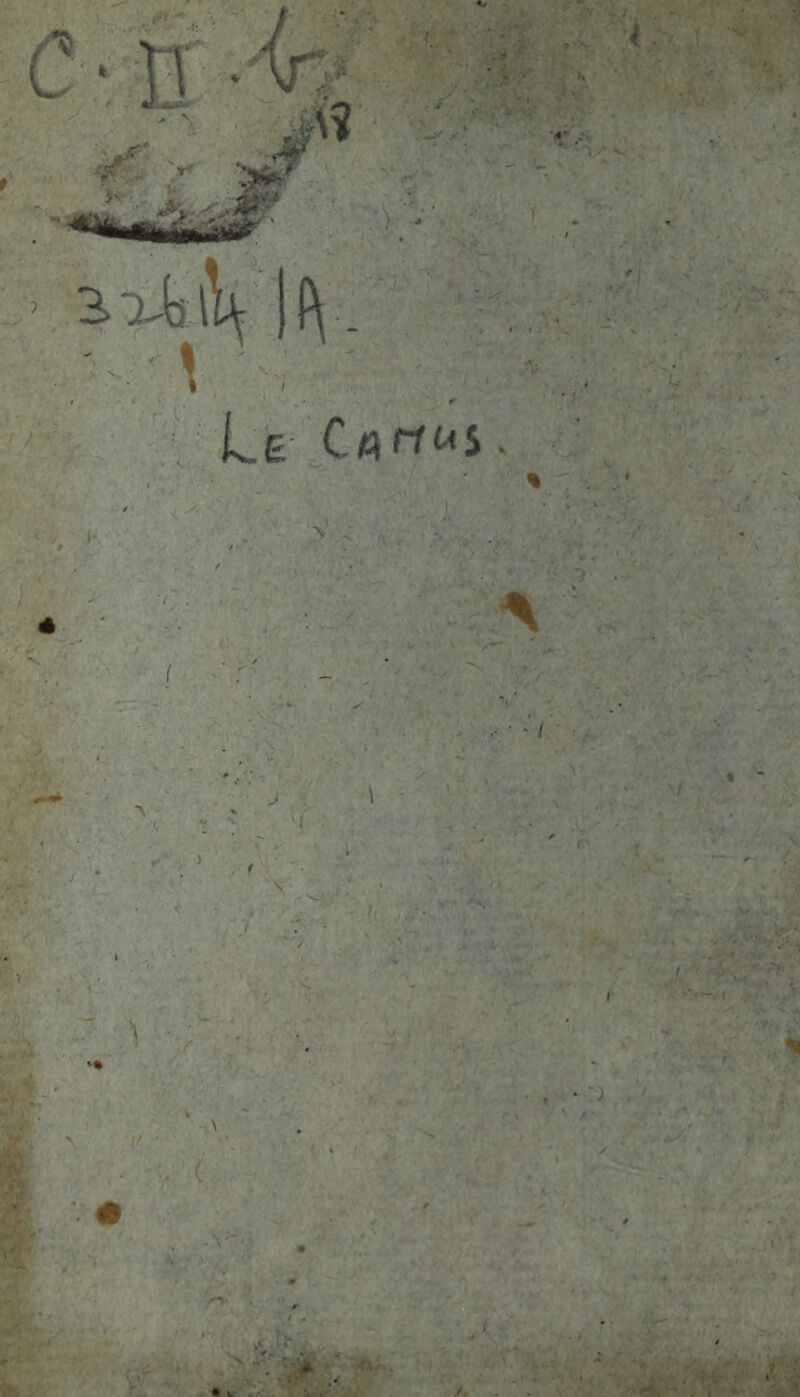 C. II. b
18
32614/A.
LE CAMUS.